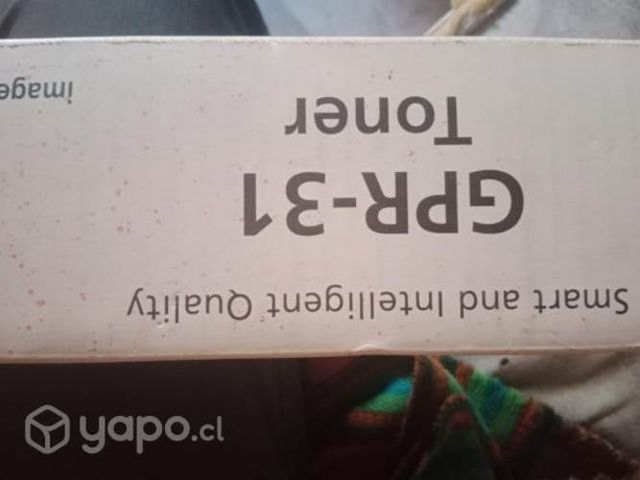 Smart and Intelligent Quality
GPR-31
Toner
image
yapo.cl